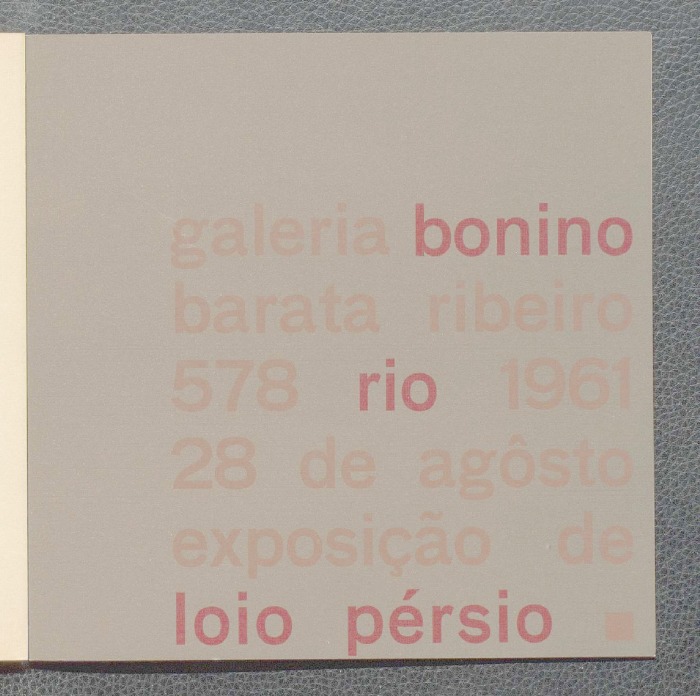 galeria bonino
barata ribeiro
578 rio 1961
28 de agôsto
exposição de
loio pérsio